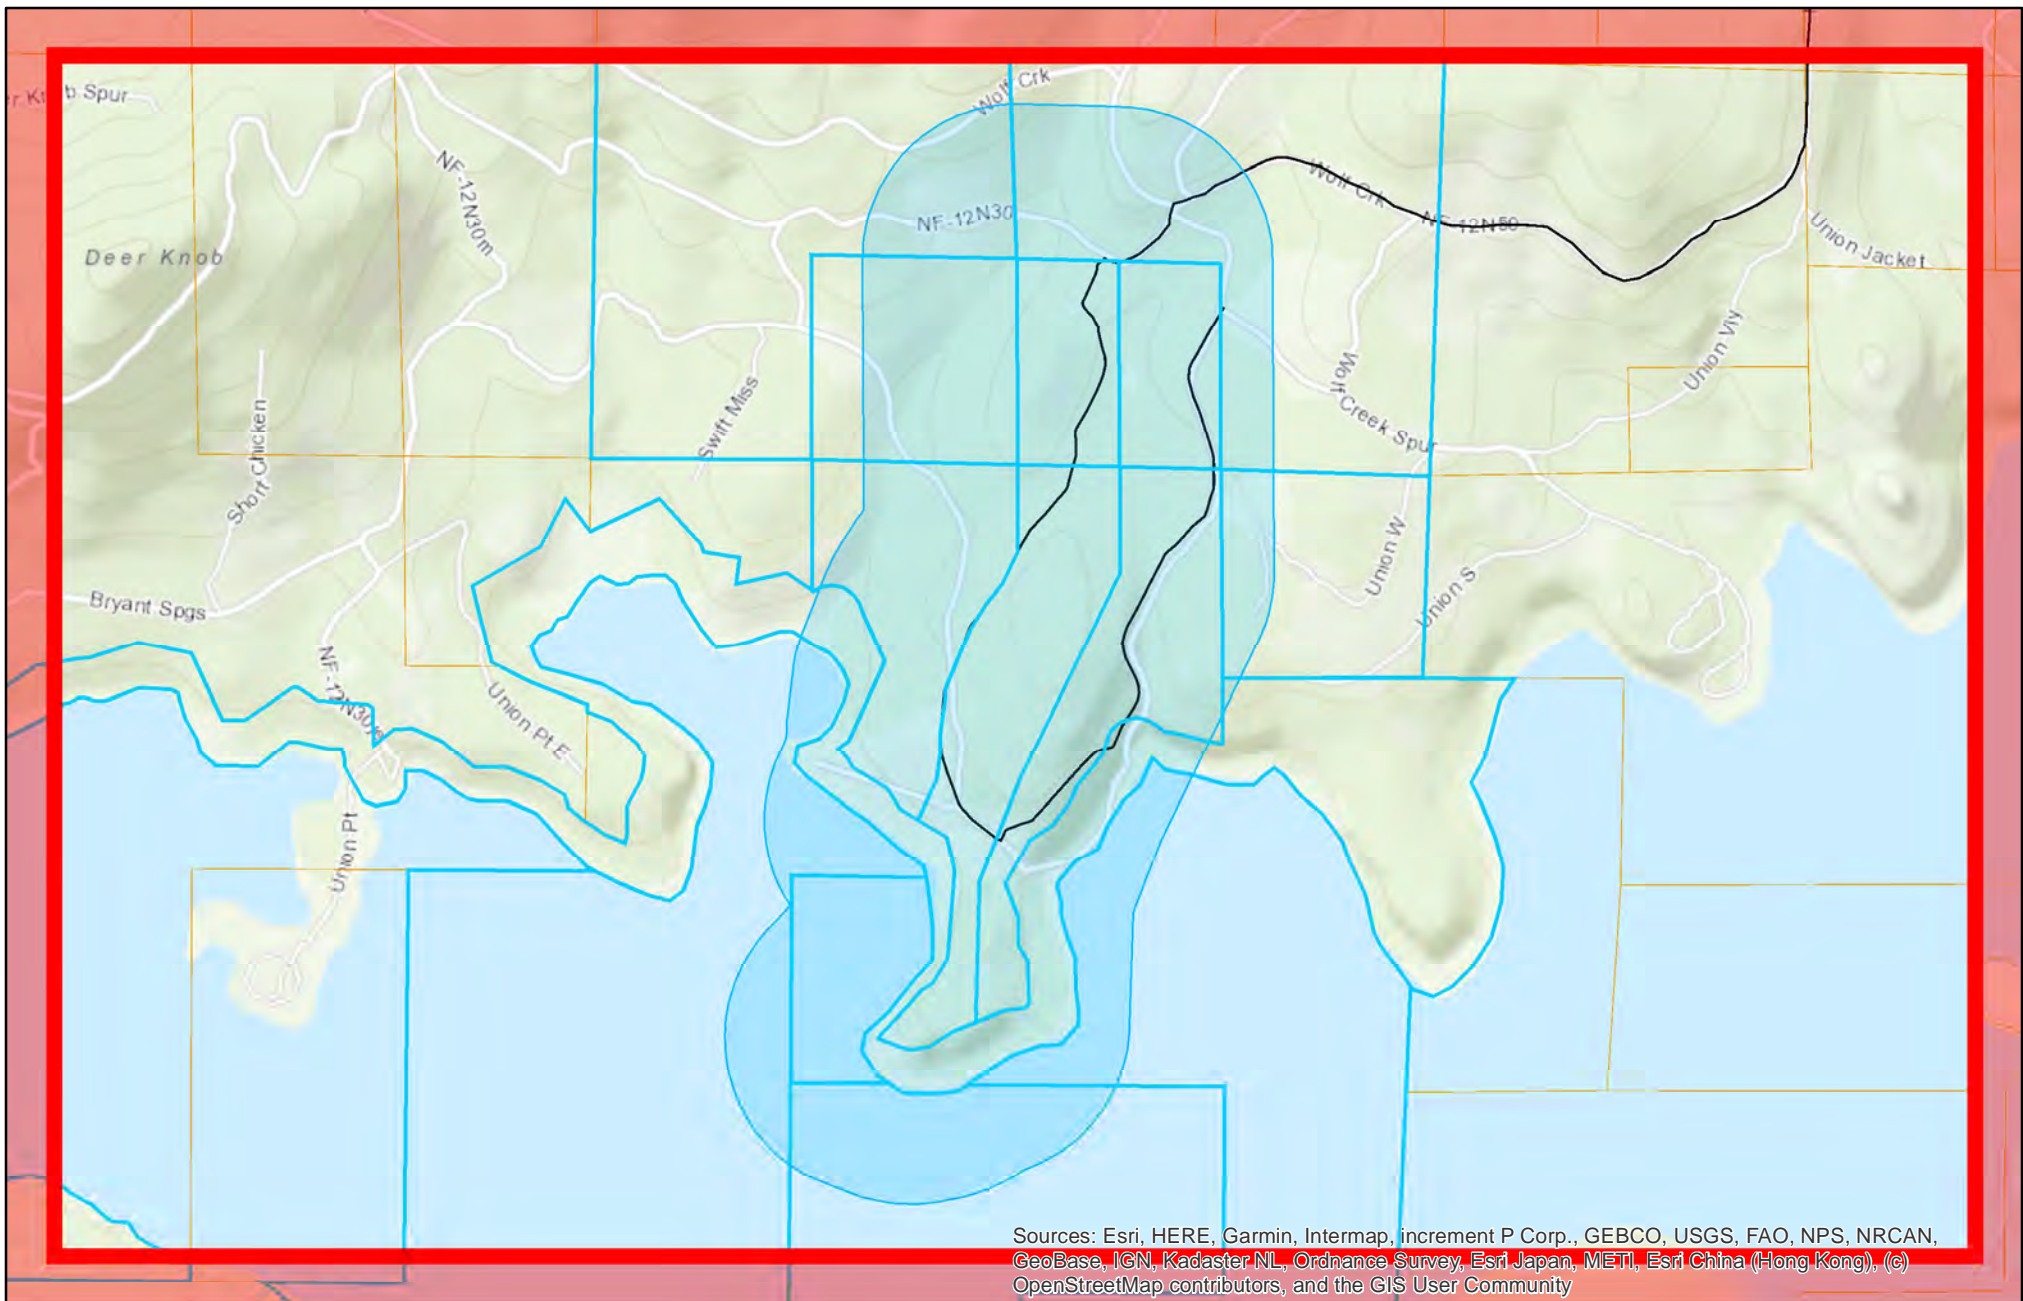 Wolf Crk
b Spur
NF-12N30m
Wolf Crk
NF-12N30
NF-12N50
Union Jacket
Deer Knob
Union Viy
Wolf
Creek Spur
Swift Miss
Short Chicken
Union W
Union S
Bryant Spgs
NF-12N30
Union Pt E
Union Pt
Sources: Esri, HERE, Garmin, Intermap, increment P Corp., GEBCO, USGS, FAO, NPS, NRCAN,
GeoBase, IGN, Kadaster NL, Ordnance Survey, Esri Japan, METI, Esri China (Hong Kong), (c)
OpenStreetMap contributors, and the GIS User Community